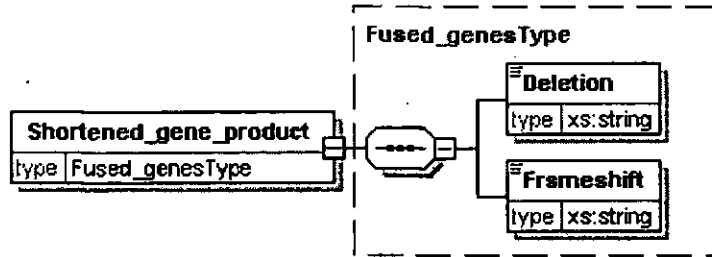 Fused_genesType
Deletion
type xs:string
Shortened_gene_product
type Fused_genesType
Frsmeshift
type xs:string